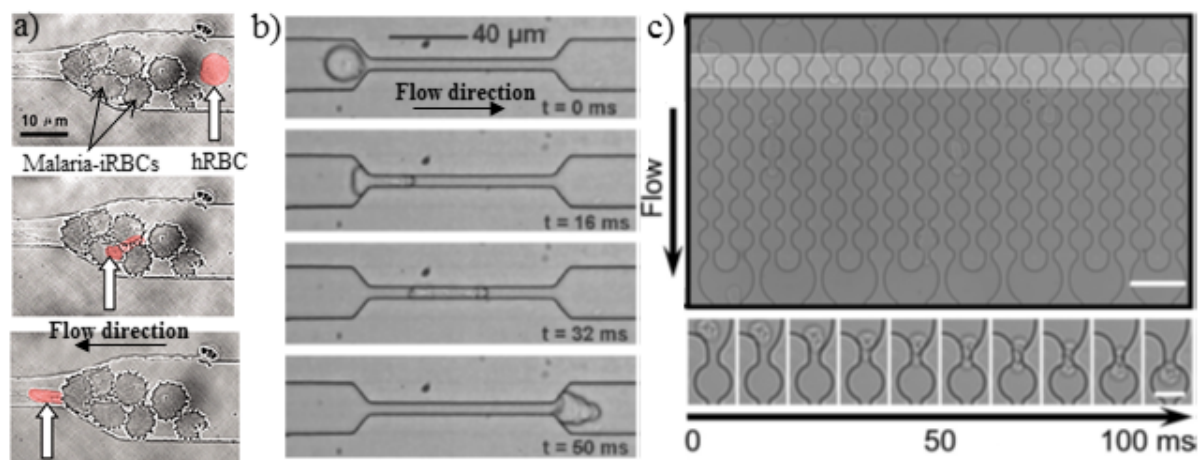 a)
10 μm
Malaria-iRBCs hRBC
Flow direction
b)
40 μm
Flow direction
t = 0 ms
t = 16 ms
t = 32 ms
t = 50 ms
c)
Flow
0 50 100 ms